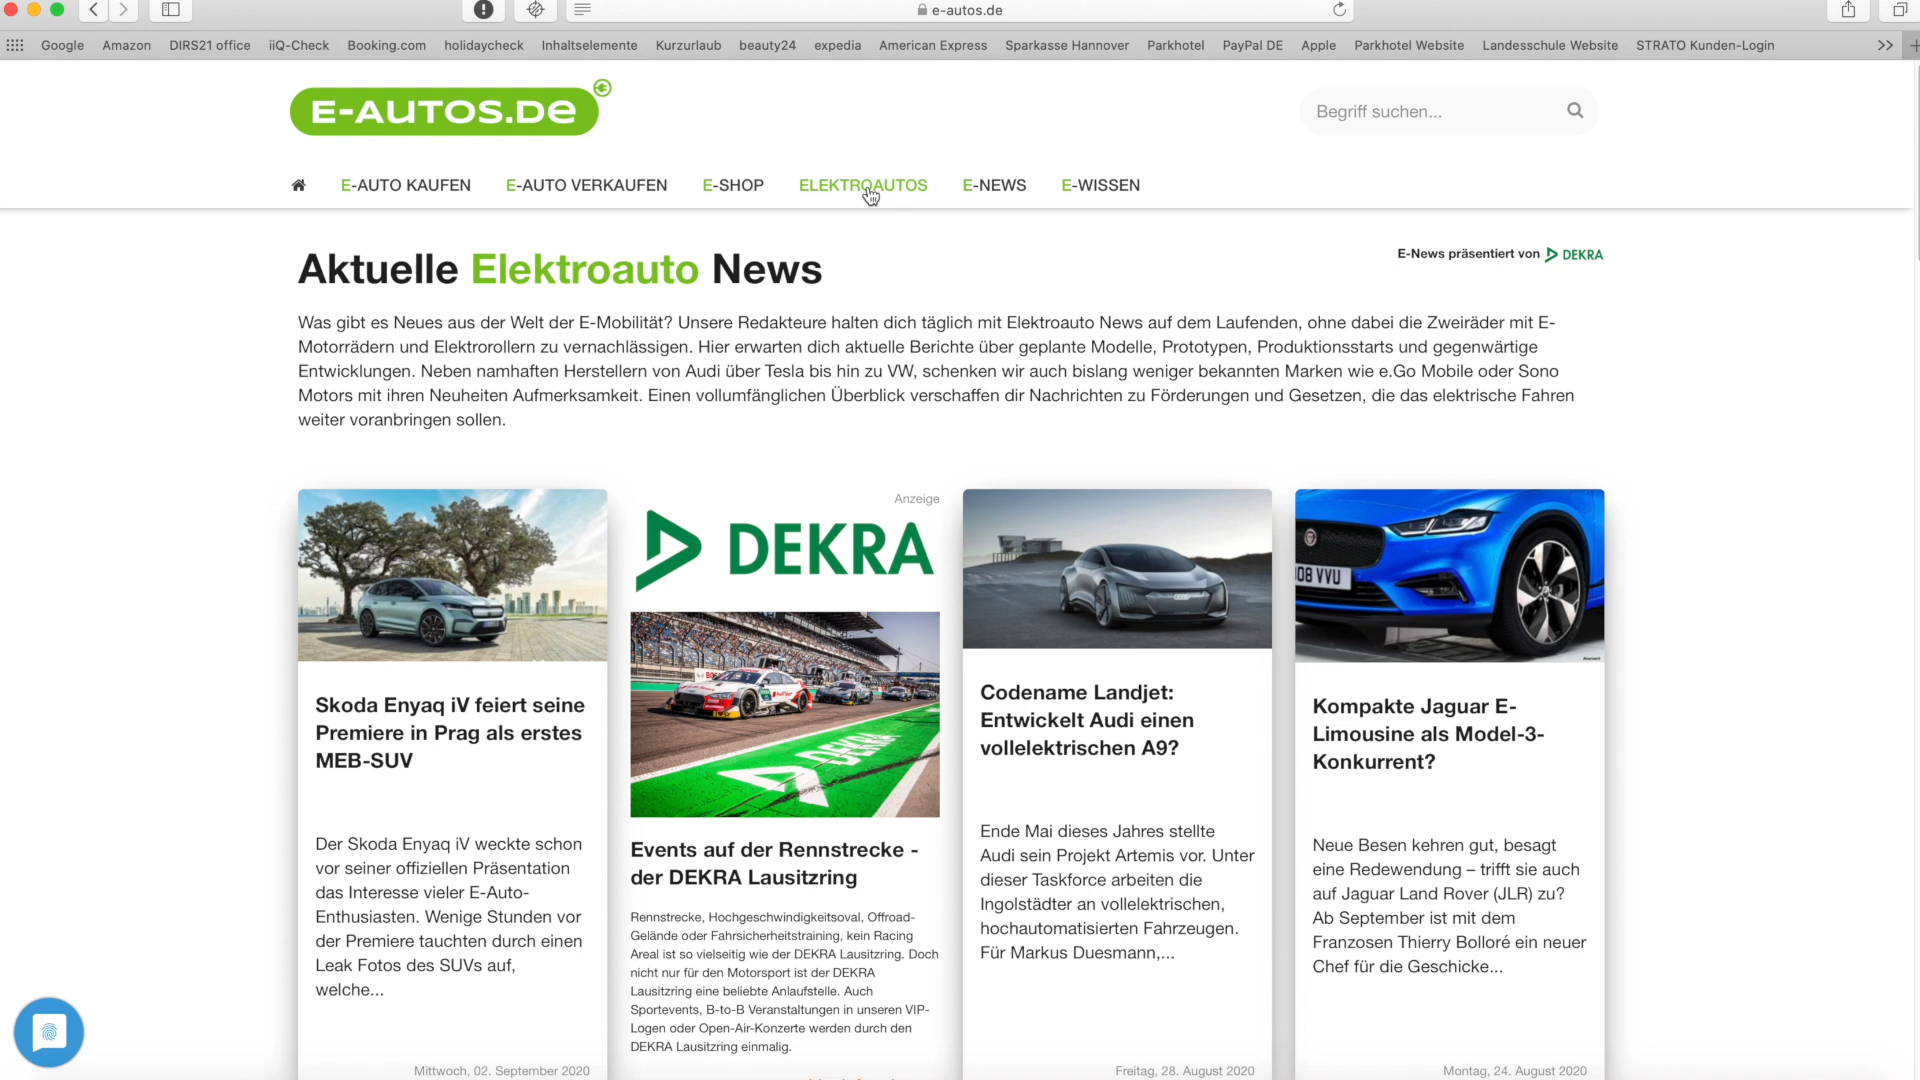 e-autos.de
Google Amazon DIRS21 office iiQ-Check Booking.com holidaycheck Inhaltselemente Kurzurlaub beauty24 expedia American Express Sparkasse Hannover Parkhotel PayPal DE Apple Parkhotel Website Landesschule Website STRATO Kunden-Login
E-AUTOS.De
Begriff suchen...
E-AUTO KAUFEN E-AUTO VERKAUFEN E-SHOP ELEKTROAUTOS E-NEWS E-WISSEN
E-News präsentiert von DEKRA
Aktuelle Elektroauto News
Was gibt es Neues aus der Welt der E-Mobilität? Unsere Redakteure halten dich täglich mit Elektroauto News auf dem Laufenden, ohne dabei die Zweiräder mit E-
Motorrädern und Elektrorollern zu vernachlässigen. Hier erwarten dich aktuelle Berichte über geplante Modelle, Prototypen, Produktionsstarts und gegenwärtige
Entwicklungen. Neben namhaften Herstellern von Audi über Tesla bis hin zu VW, schenken wir auch bislang weniger bekannten Marken wie e.Go Mobile oder Sono
Motors mit ihren Neuheiten Aufmerksamkeit. Einen vollumfänglichen Überblick verschaffen dir Nachrichten zu Förderungen und Gesetzen, die das elektrische Fahren
weiter voranbringen sollen.
Skoda Enyaq iV feiert seine
Premiere in Prag als erstes
MEB-SUV
Der Skoda Enyaq iV weckte schon
vor seiner offiziellen Präsentation
das Interesse vieler E-Auto-
Enthusiasten. Wenige Stunden vor
der Premiere tauchten durch einen
Leak Fotos des SUVs auf,
welche...
Mittwoch, 02. September 2020
Anzeige
DEKRA
DEKRA
Events auf der Rennstrecke -
der DEKRA Lausitzring
Rennstrecke, Hochgeschwindigkeitsoval, Offroad-
Gelände oder Fahrsicherheitstraining, kein Racing
Areal ist so vielseitig wie der DEKRA Lausitzring. Doch
nicht nur für den Motorsport ist der DEKRA
Lausitzring eine beliebte Anlaufstelle. Auch
Sportevents, B-to-B Veranstaltungen in unseren VIP-
Logen oder Open-Air-Konzerte werden durch den
DEKRA Lausitzring einmalig.
Codename Landjet:
Entwickelt Audi einen
vollelektrischen A9?
Ende Mai dieses Jahres stellte
Audi sein Projekt Artemis vor. Unter
dieser Taskforce arbeiten die
Ingolstädter an vollelektrischen,
hochautomatisierten Fahrzeugen.
Für Markus Duesmann,...
Freitag, 28. August 2020
08 VVU
Kompakte Jaguar E-
Limousine als Model-3-
Konkurrent?
Neue Besen kehren gut, besagt
eine Redewendung – trifft sie auch
auf Jaguar Land Rover (JLR) zu?
Ab September ist mit dem
Franzosen Thierry Bolloré ein neuer
Chef für die Geschicke...
Montag, 24. August 2020